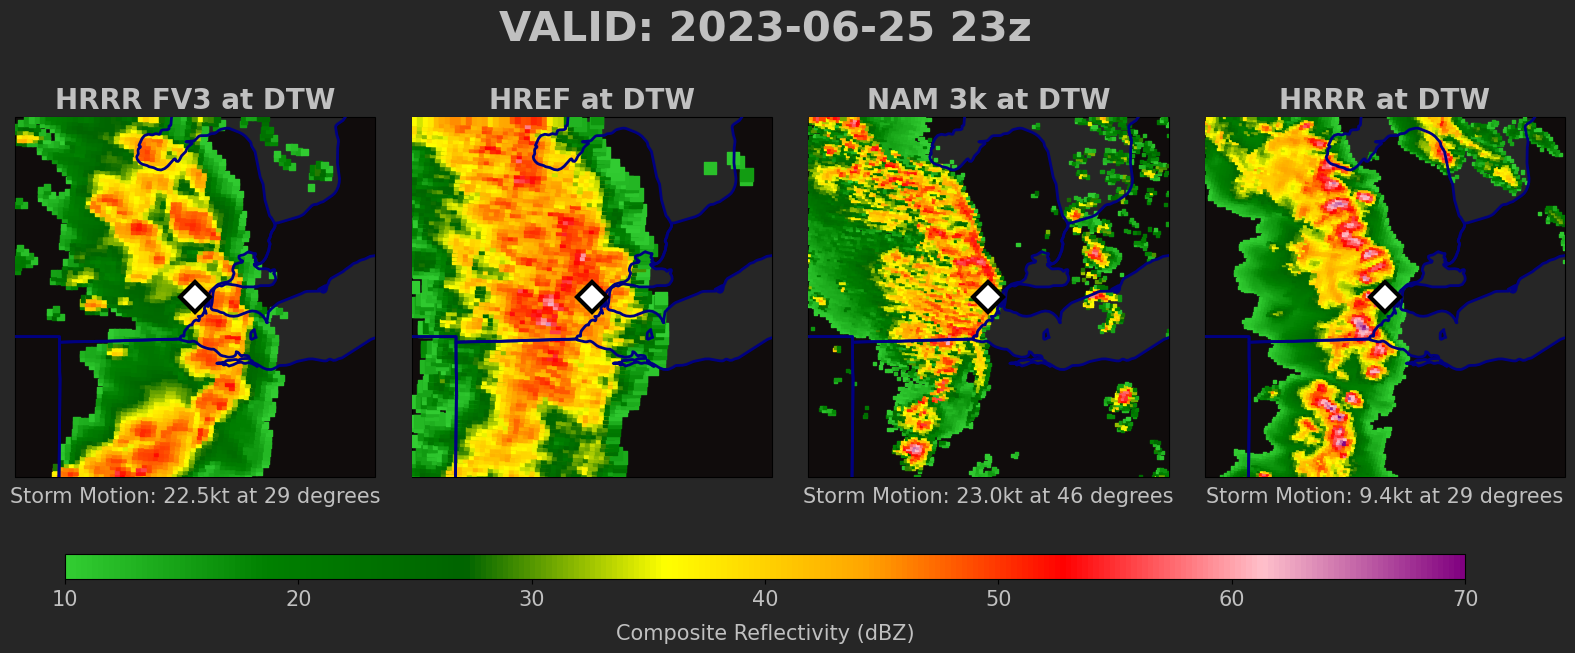 VALID: 2023-06-25 23z
HRRR FV3 at DTW
HREF at DTW
NAM 3k at DTW
HRRR at DTW
Storm Motion: 22.5kt at 29 degrees
Storm Motion: 23.0kt at 46 degrees
Storm Motion: 9.4kt at 29 degrees
10 20 30 40 50 60 70
Composite Reflectivity (dBZ)